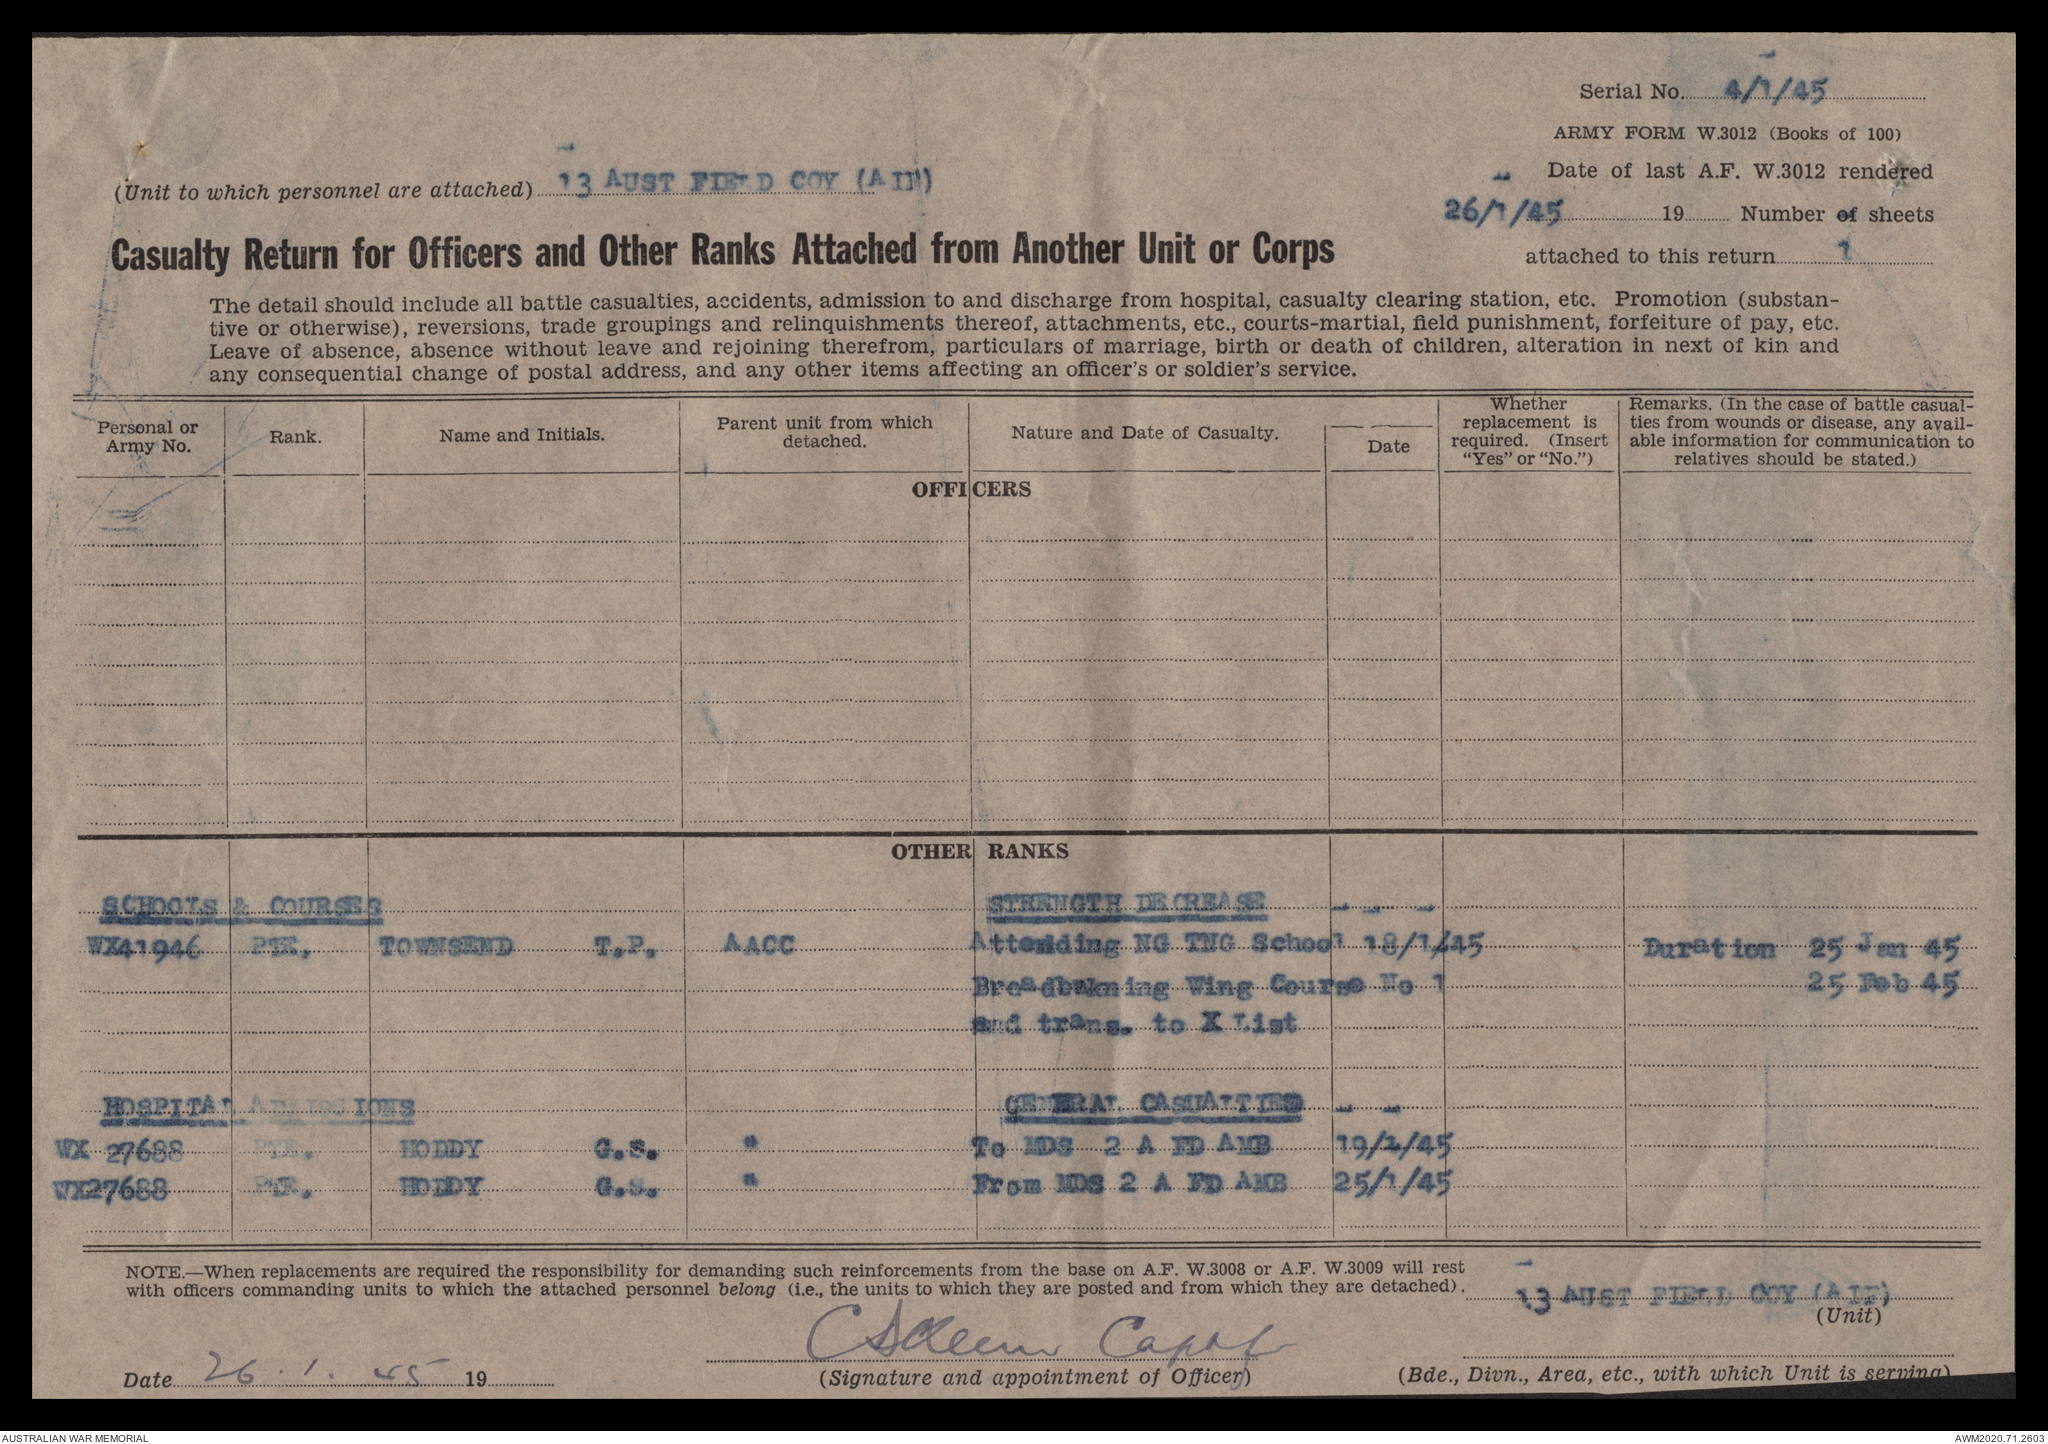 Serial No. 4/1/45
ARMY FORM W.3012 (Books of 100)
Date of last A.F. W.3012 rendered
26/1/45 19 Number of sheets
attached to this return 1
(Unit to which personnel are attached) 13 AUST FIELD COY (AIF)
Casualty Return for Officers and Other Ranks Attached from Another Unit or Corps
The detail should include all battle casualties, accidents, admission to and discharge from hospital, casualty clearing station, etc. Promotion (substan-
tive or otherwise), reversions, trade groupings and relinquishments thereof, attachments, etc., courts-martial, field punishment, forfeiture of pay, etc.
Leave of absence, absence without leave and rejoining therefrom, particulars of marriage, birth or death of children, alteration in next of kin and
any consequential change of postal address, and any other items affecting an officer's or soldier's service.
Personal or
Army No.
Rank.
Name and Initials.
Parent unit from which
detached.
Nature and Date of Casualty.
Date
Whether
replacement is
required. (Insert
"Yes" or "No.")
Remarks. (In the case of battle casual-
ties from wounds or disease, any avail-
able information for communication to
relatives should be stated.)
OFFICERS
OTHER RANKS
SCHOOLS & COURSES STRENGTH DECREASE - - -
WX41946 PTE. TOWNSEND T.P. AACC Attending NG TNG School 18/1/45 Duration 25 Jan 45
Breadbakning Wing Course No 1 25 Feb 45
and trans. to X List
HOSPITAL ADMISSIONS GENERAL CASUALTIES - -
WX 27688 PTE. HODDY G.S. " To MDS 2 A FD AMB 19/1/45
WX27688 PTE. HODDY G.S. " From MDS 2 A FD AMB 25/1/45
NOTE.—When replacements are required the responsibility for demanding such reinforcements from the base on A.F. W.3008 or A.F. W.3009 will rest
with officers commanding units to which the attached personnel belong (i.e., the units to which they are posted and from which they are detached).
13 AUST FIELD COY (AIF)
(Unit)
Capt
Date 26.1.45 19
(Signature and appointment of Officer)
(Bde., Divn., Area, etc., with which Unit is serving)
AUSTRALIAN WAR MEMORIAL
AWM2020.71.2603